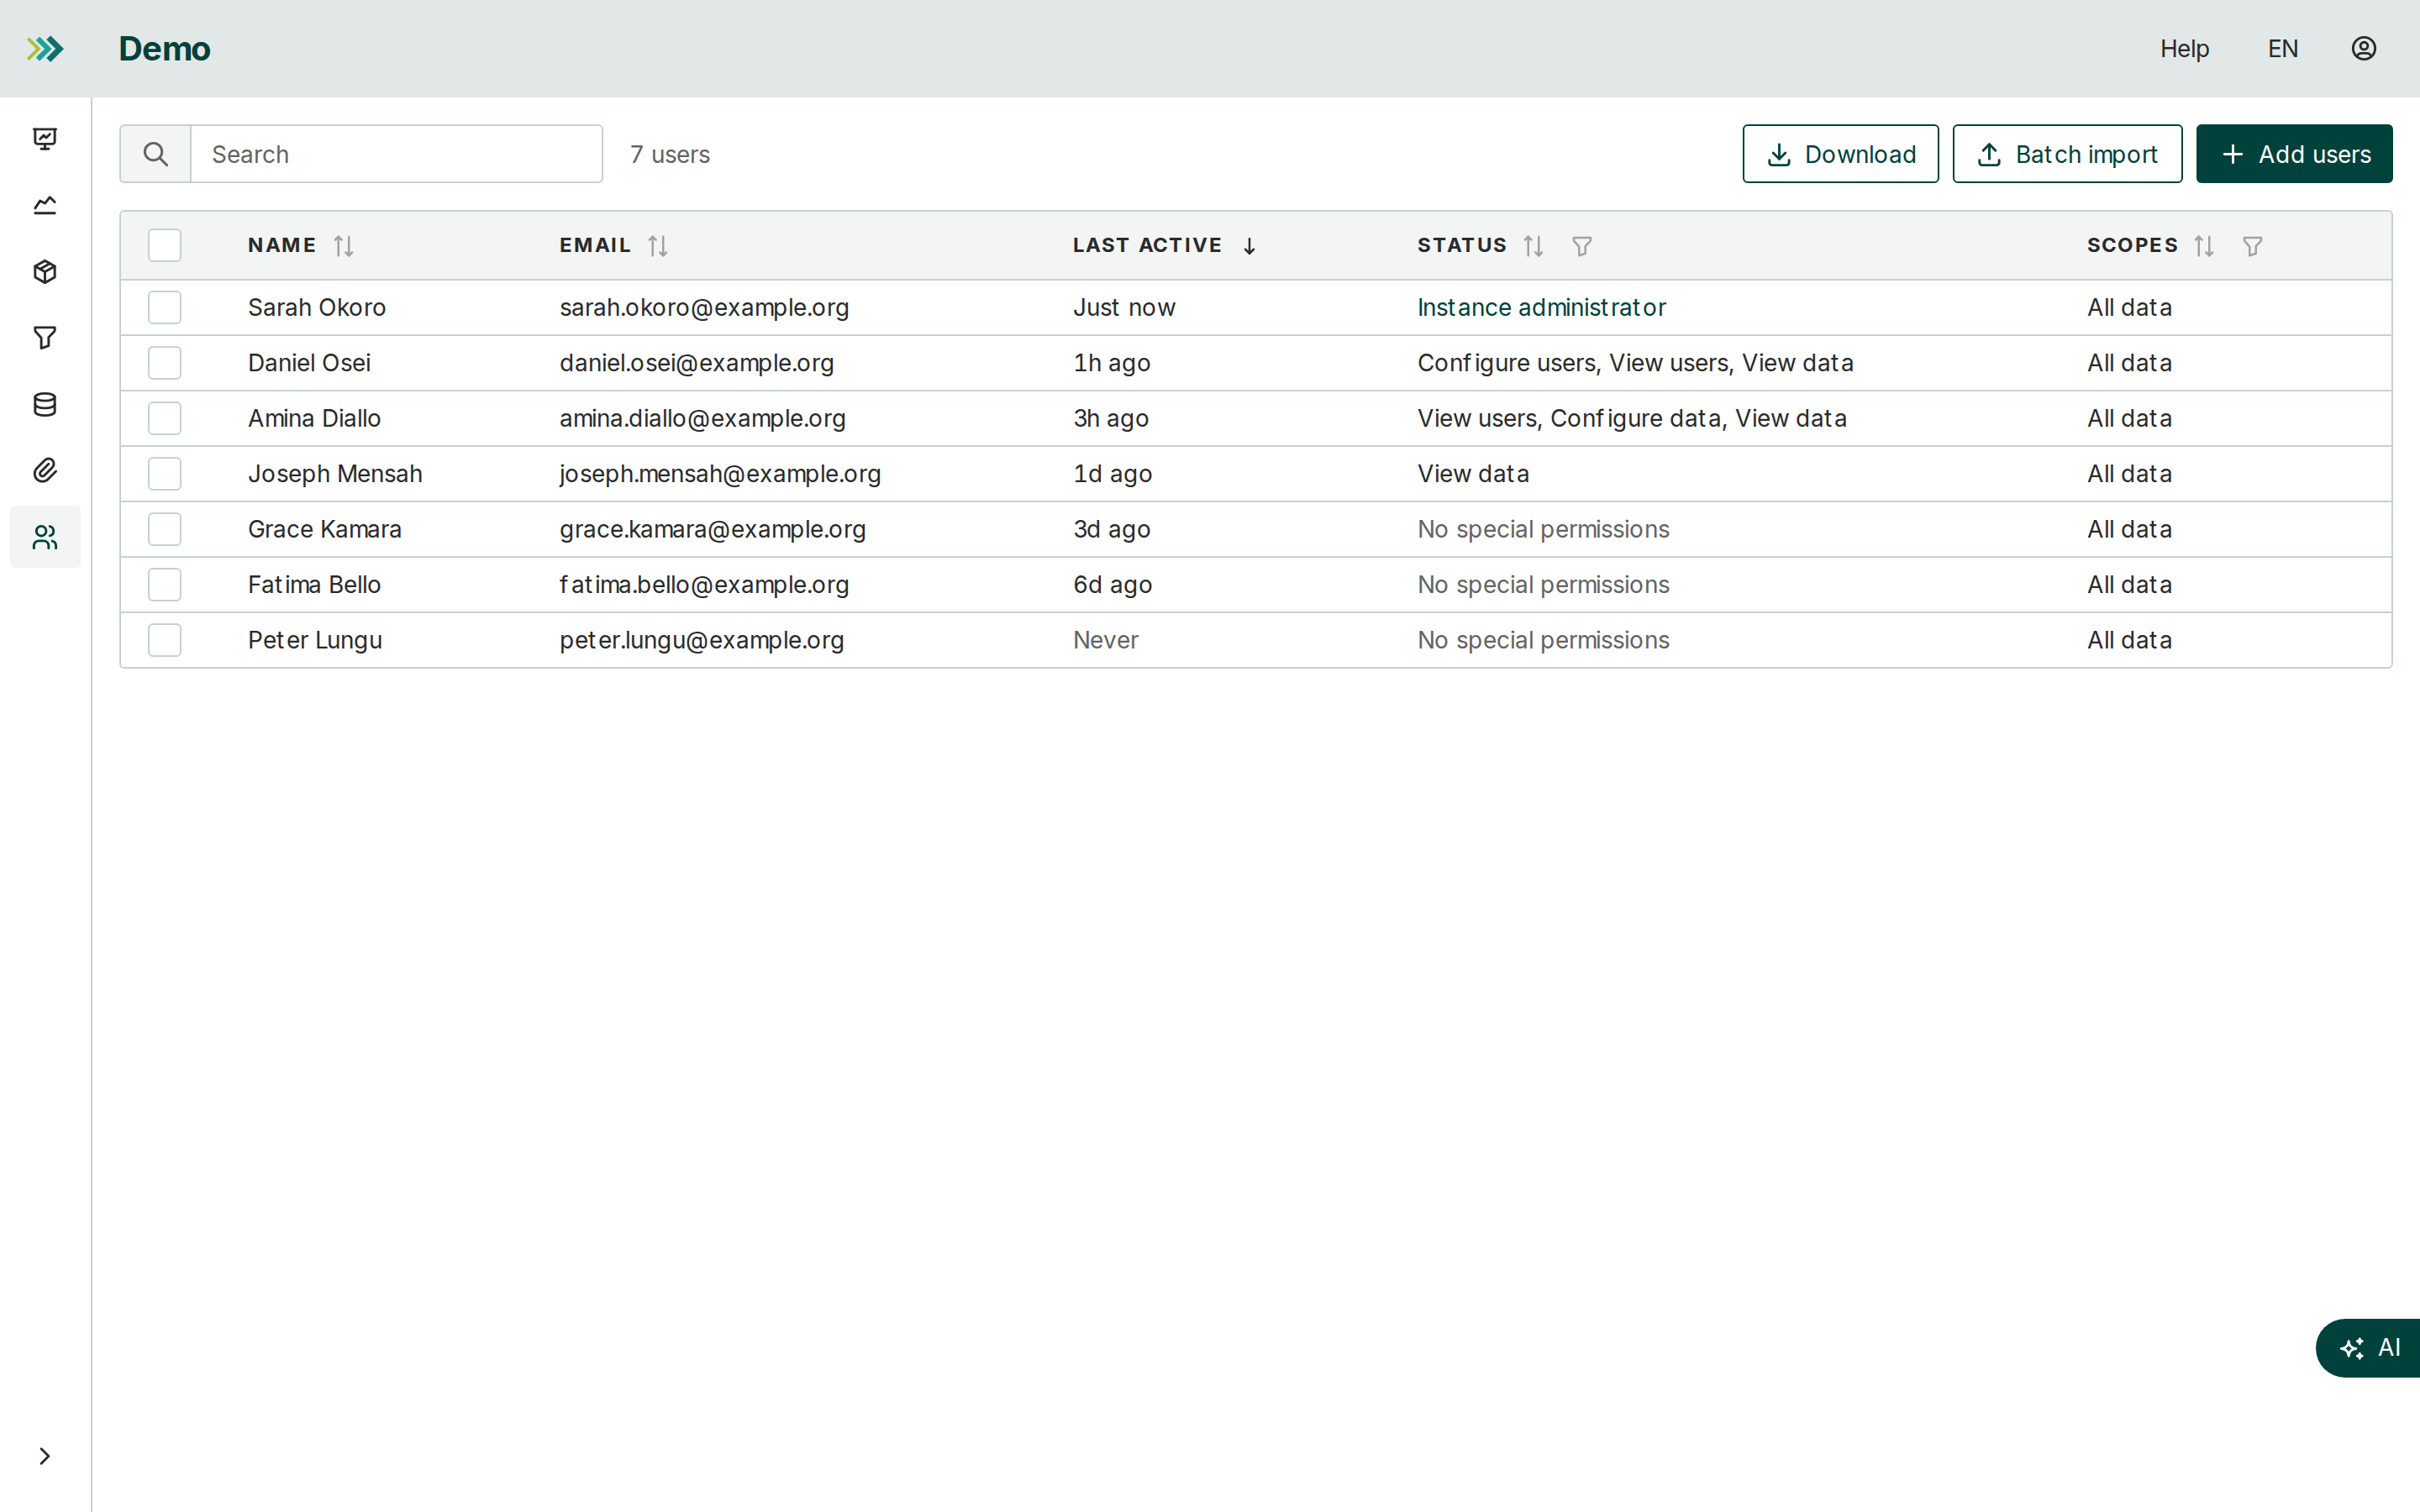 Demo
Help
EN
Search
7 users
Download
Batch import
Add users
NAME EMAIL LAST ACTIVE STATUS SCOPES
Sarah Okoro sarah.okoro@example.org Just now Instance administrator All data
Daniel Osei daniel.osei@example.org 1h ago Configure users, View users, View data All data
Amina Diallo amina.diallo@example.org 3h ago View users, Configure data, View data All data
Joseph Mensah joseph.mensah@example.org 1d ago View data All data
Grace Kamara grace.kamara@example.org 3d ago No special permissions All data
Fatima Bello fatima.bello@example.org 6d ago No special permissions All data
Peter Lungu peter.lungu@example.org Never No special permissions All data
AI